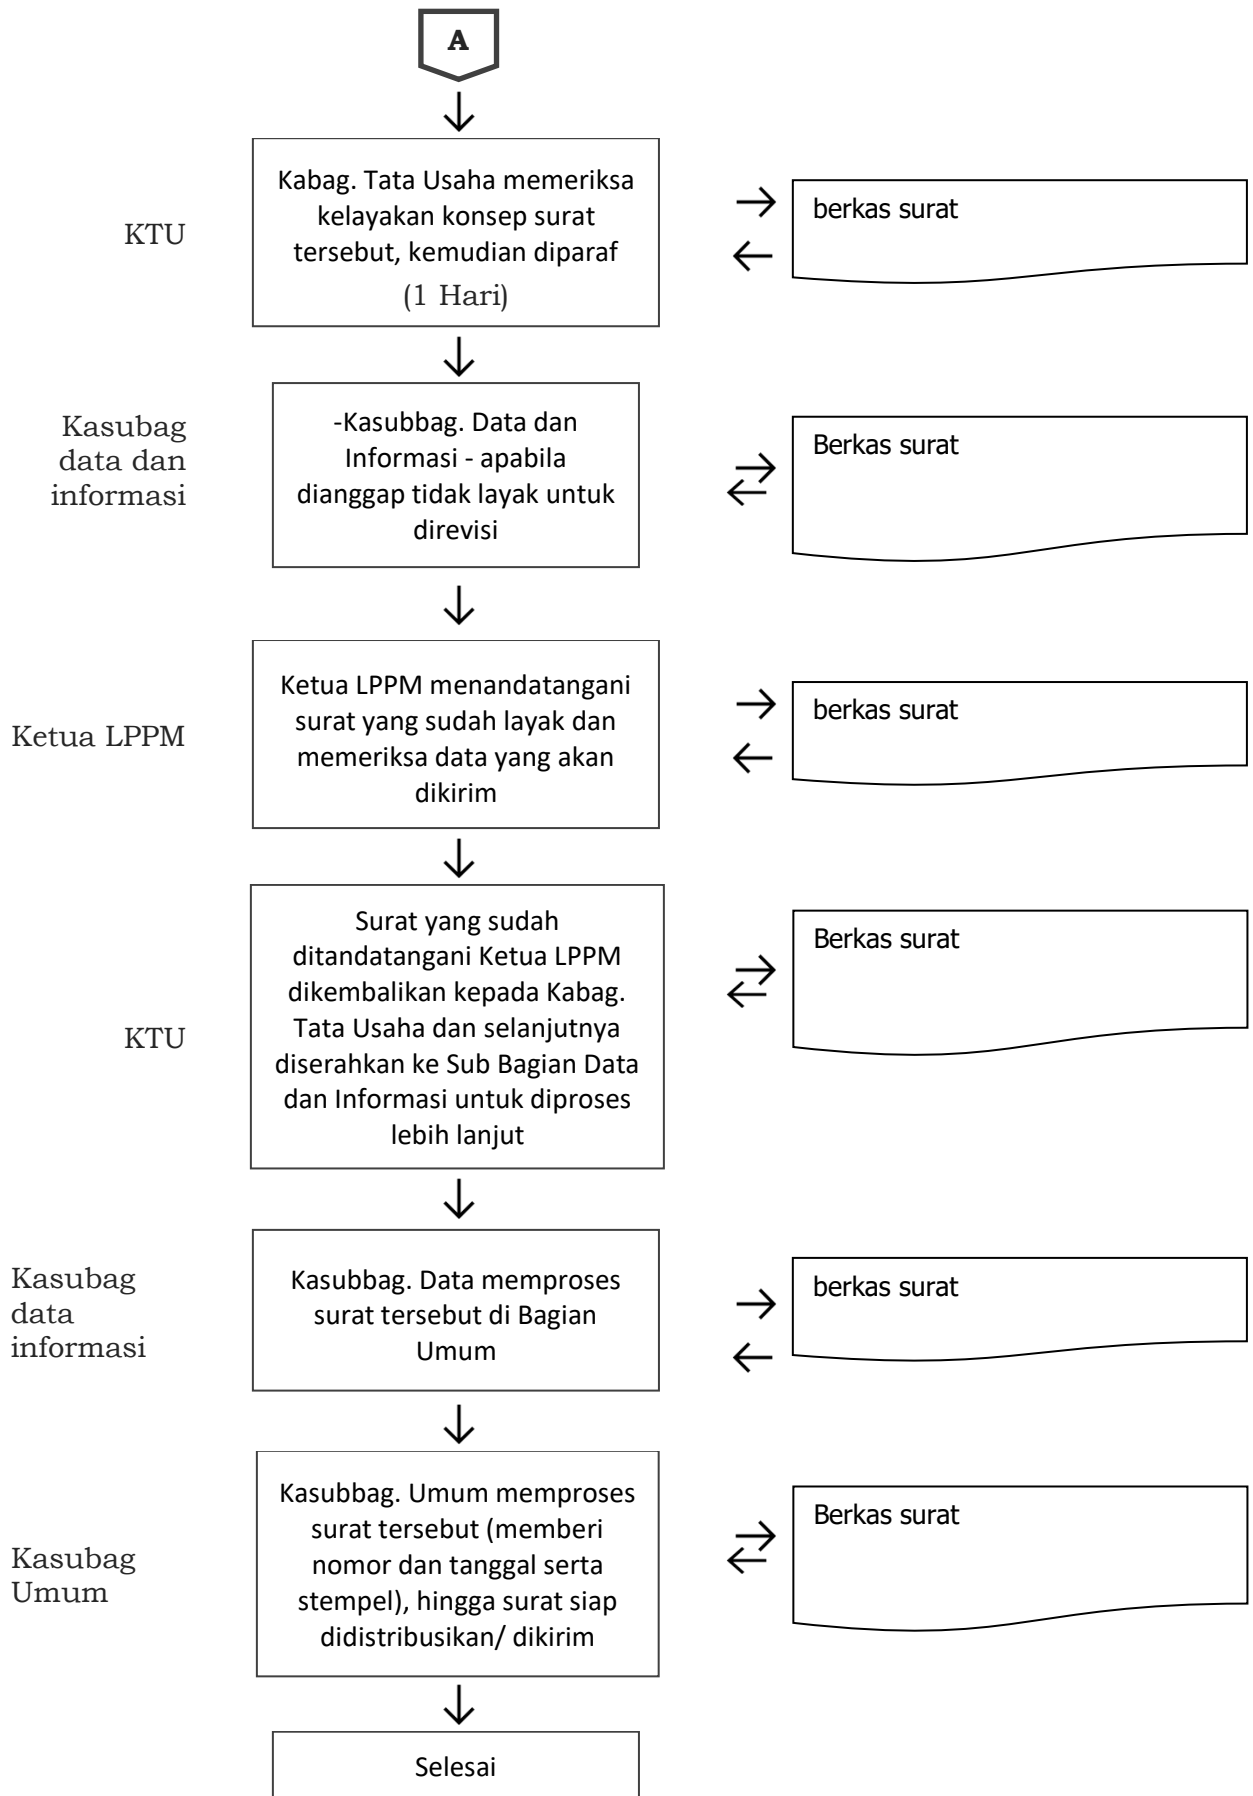 A
KTU
Kabag. Tata Usaha memeriksa
kelayakan konsep surat
tersebut, kemudian diparaf
(1 Hari)
berkas surat
Kasubag
data dan
informasi
-Kasubbag. Data dan
Informasi - apabila
dianggap tidak layak untuk
direvisi
Berkas surat
Ketua LPPM
Ketua LPPM menandatangani
surat yang sudah layak dan
memeriksa data yang akan
dikirim
berkas surat
KTU
Surat yang sudah
ditandatangani Ketua LPPM
dikembalikan kepada Kabag.
Tata Usaha dan selanjutnya
diserahkan ke Sub Bagian Data
dan Informasi untuk diproses
lebih lanjut
Berkas surat
Kasubag
data
informasi
Kasubbag. Data memproses
surat tersebut di Bagian
Umum
berkas surat
Kasubag
Umum
Kasubbag. Umum memproses
surat tersebut (memberi
nomor dan tanggal serta
stempel), hingga surat siap
didistribusikan/ dikirim
Berkas surat
Selesai